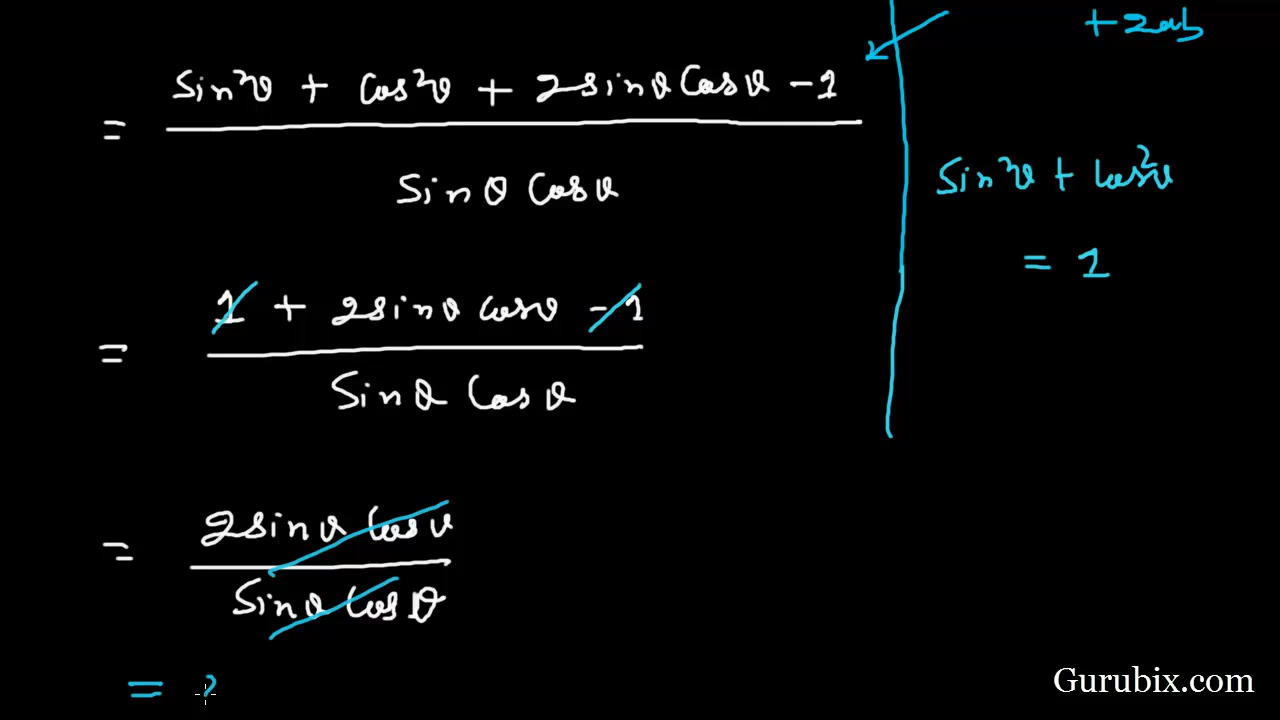 + 2ab
sin²θ + cos²θ + 2sinθ cosθ - 1
=
sinθ cosθ
sin²θ + cos²θ
= 1
1 + 2sinθ cosθ - 1
=
sinθ cosθ
2sinθ cosθ
=
sinθ cosθ
=
Gurubix.com